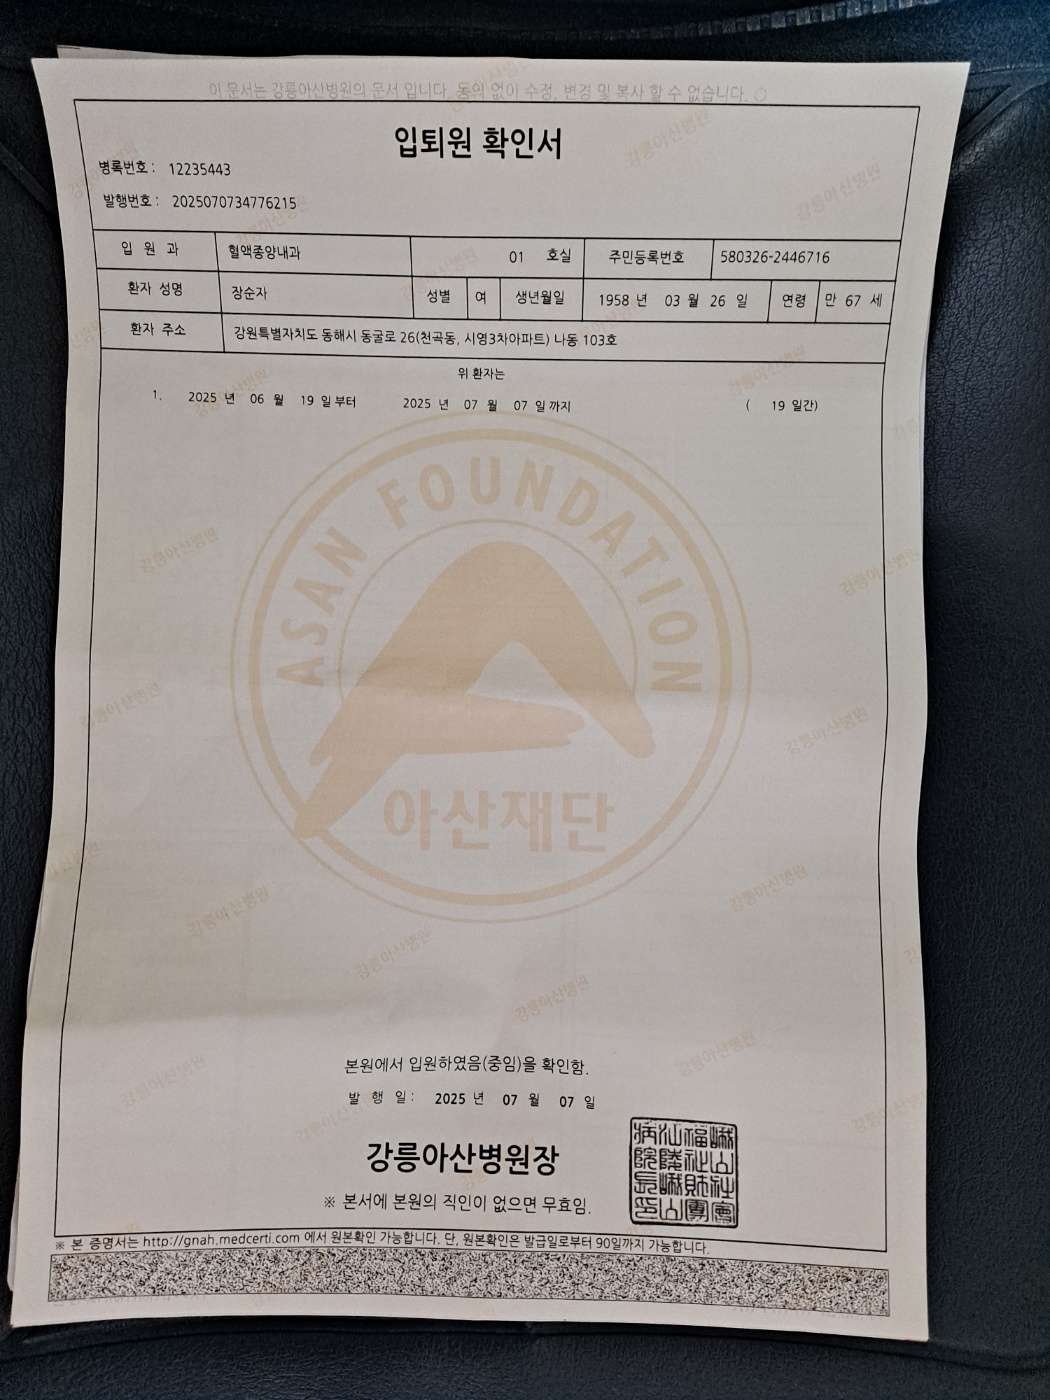 이 문서는 강릉아산병원의 문서 입니다. 동의 없이 수정, 변경 및 복사 할 수 없습니다.
입퇴원 확인서
병록번호 : 12235443
발행번호 : 2025070734776215
입 원 과 혈액종양내과 01 호실 주민등록번호 580326-2446716
환자 성명 장순자 성별 여 생년월일 1958 년 03 월 26 일 연령 만 67 세
환자 주소 강원특별자치도 동해시 동굴로 26(천곡동, 시영3차아파트) 나동 103호
위 환자는
1. 2025 년 06 월 19 일 부터 2025 년 07 월 07 일 까지 ( 19 일간)
ASAN FOUNDATION
아산재단
본원에서 입원하였음(중임)을 확인함.
발 행 일 : 2025 년 07 월 07 일
강릉아산병원장
※ 본서에 본원의 직인이 없으면 무효임.
※ 본 증명서는 http://gnah.medcerti.com 에서 원본확인 가능합니다. 단, 원본확인은 발급일로부터 90일까지 가능합니다.